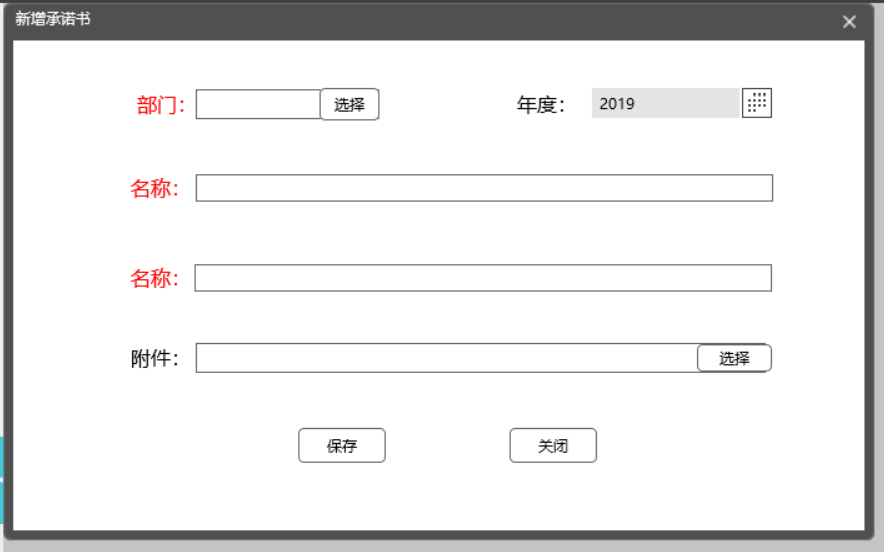 新增承诺书
部门： 选择 年度： 2019
名称：
名称：
附件： 选择
保存 关闭